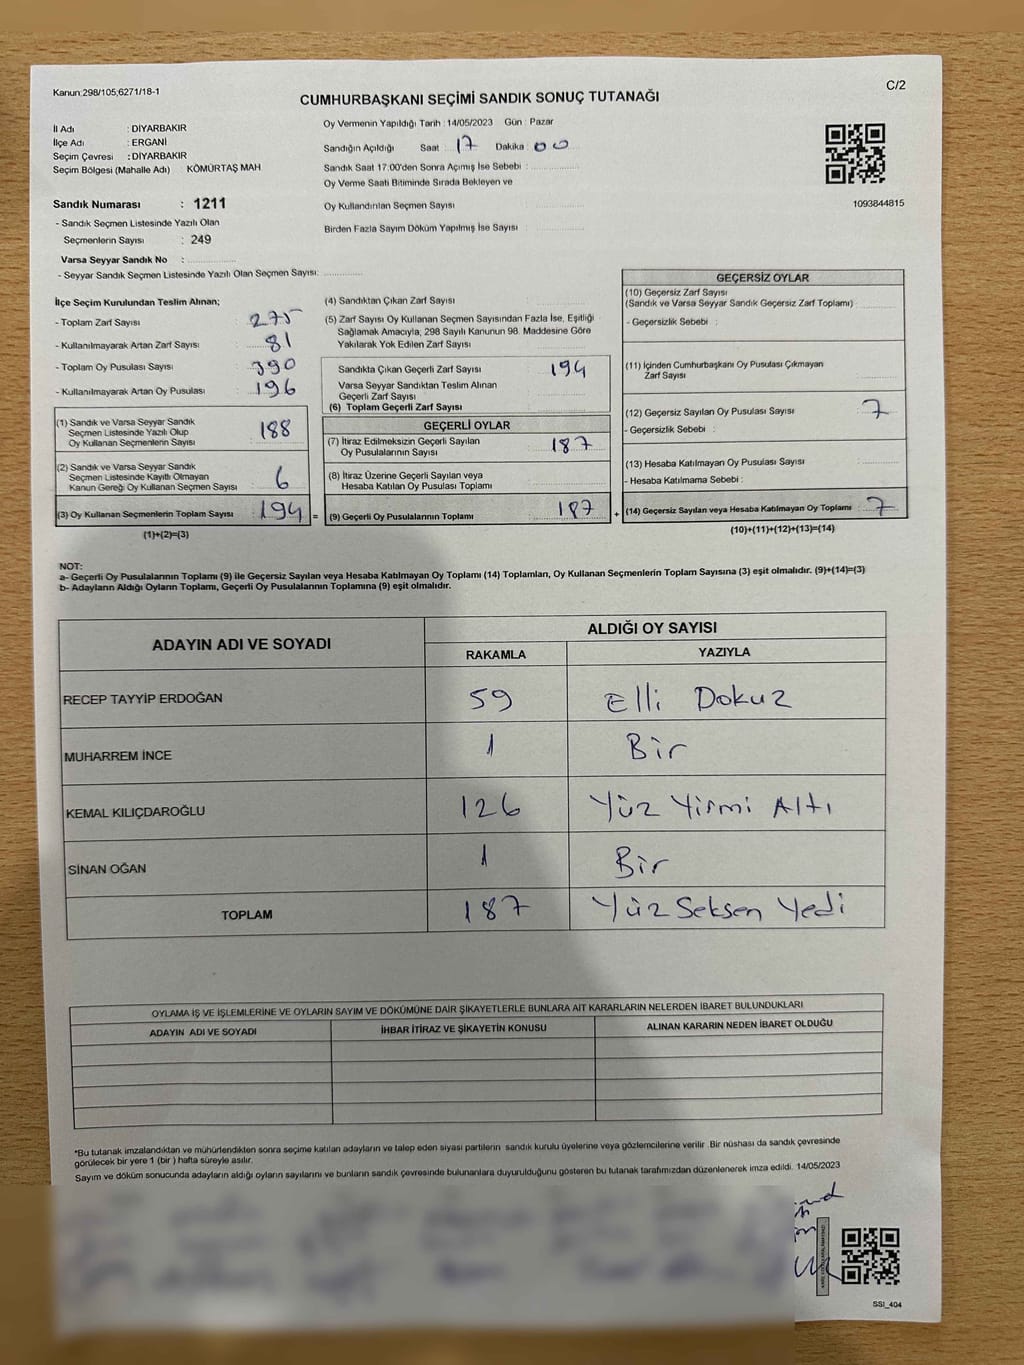 Kanun:298/105;6271/18-1
C/2
CUMHURBAŞKANI SEÇİMİ SANDIK SONUÇ TUTANAĞI
İl Adı : DİYARBAKIR
İlçe Adı : ERGANİ
Seçim Çevresi : DİYARBAKIR
Seçim Bölgesi (Mahalle Adı) KÖMÜRTAŞ MAH
Sandık Numarası : 1211
- Sandık Seçmen Listesinde Yazılı Olan
Seçmenlerin Sayısı : 249
Varsa Seyyar Sandık No :
- Seyyar Sandık Seçmen Listesinde Yazılı Olan Seçmen Sayısı:
Oy Vermenin Yapıldığı Tarih : 14/05/2023 Gün : Pazar
Sandığın Açıldığı Saat : 17 Dakika : 00
Sandık Saat 17:00'den Sonra Açımış İse Sebebi :
Oy Verme Saati Bitiminde Sırada Bekleyen ve
Oy Kullandırılan Seçmen Sayısı :
Birden Fazla Sayım Döküm Yapılmış İse Sayısı :
1093844815
İlçe Seçim Kurulundan Teslim Alınan;
- Toplam Zarf Sayısı : 275
- Kullanılmayarak Artan Zarf Sayısı : 81
- Toplam Oy Pusulası Sayısı : 390
- Kullanılmayarak Artan Oy Pusulası : 196
(1) Sandık ve Varsa Seyyar Sandık
Seçmen Listesinde Yazılı Olup
Oy Kullanan Seçmenlerin Sayısı : 188
(2) Sandık ve Varsa Seyyar Sandık
Seçmen Listesinde Kayıtlı Olmayan
Kanun Gereği Oy Kullanan Seçmen Sayısı : 6
(3) Oy Kullanan Seçmenlerin Toplam Sayısı : 194 =
(1)+(2)=(3)
(4) Sandıktan Çıkan Zarf Sayısı :
(5) Zarf Sayısı Oy Kullanan Seçmen Sayısından Fazla İse, Eşitliği
Sağlamak Amacıyla, 298 Sayılı Kanunun 98. Maddesine Göre
Yakılarak Yok Edilen Zarf Sayısı :
Sandıkta Çıkan Geçerli Zarf Sayısı : 194
Varsa Seyyar Sandıktan Teslim Alınan
Geçerli Zarf Sayısı :
(6) Toplam Geçerli Zarf Sayısı :
GEÇERLİ OYLAR
(7) İtiraz Edilmeksizin Geçerli Sayılan
Oy Pusulalarının Sayısı : 187
(8) İtiraz Üzerine Geçerli Sayılan veya
Hesaba Katılan Oy Pusulası Toplamı :
(9) Geçerli Oy Pusulalarının Toplamı : 187 +
GEÇERSİZ OYLAR
(10) Geçersiz Zarf Sayısı
(Sandık ve Varsa Seyyar Sandık Geçersiz Zarf Toplamı) :
- Geçersizlik Sebebi :
(11) İçinden Cumhurbaşkanı Oy Pusulası Çıkmayan
Zarf Sayısı :
(12) Geçersiz Sayılan Oy Pusulası Sayısı : 7
- Geçersizlik Sebebi :
(13) Hesaba Katılmayan Oy Pusulası Sayısı :
- Hesaba Katılmama Sebebi :
(14) Geçersiz Sayılan veya Hesaba Katılmayan Oy Toplamı : 7
(10)+(11)+(12)+(13)=(14)
NOT:
a- Geçerli Oy Pusulalarının Toplamı (9) ile Geçersiz Sayılan veya Hesaba Katılmayan Oy Toplamı (14) Toplamları, Oy Kullanan Seçmenlerin Toplam Sayısına (3) eşit olmalıdır. (9)+(14)=(3)
b- Adayların Aldığı Oyların Toplamı, Geçerli Oy Pusulalarının Toplamına (9) eşit olmalıdır.
ADAYIN ADI VE SOYADI
ALDIĞI OY SAYISI
RAKAMLA YAZIYLA
RECEP TAYYİP ERDOĞAN 59 Elli Dokuz
MUHARREM İNCE 1 Bir
KEMAL KILIÇDAROĞLU 126 Yüz Yirmi Altı
SİNAN OĞAN 1 Bir
TOPLAM 187 Yüz Seksen Yedi
OYLAMA İŞ VE İŞLEMLERİNE VE OYLARIN SAYIM VE DÖKÜMÜNE DAİR ŞİKAYETLERLE BUNLARA AİT KARARLARIN NELERDEN İBARET BULUNDUKLARI
ADAYIN ADI VE SOYADI İHBAR İTİRAZ VE ŞİKAYETİN KONUSU ALINAN KARARIN NEDEN İBARET OLDUĞU
*Bu tutanak imzalandıktan ve mühürlendikten sonra seçime katılan adayların ve talep eden siyasi partilerin sandık kurulu üyelerine veya gözlemcilerine verilir .Bir nüshası da sandık çevresinde
görülecek bir yere 1 (bir ) hafta süreyle asılır.
Sayım ve döküm sonucunda adayların aldığı oyların sayılarını ve bunların sandık çevresinde bulunanlara duyurulduğunu gösteren bu tutanak tarafımızdan düzenlenerek imza edildi. 14/05/2023
SSI_404